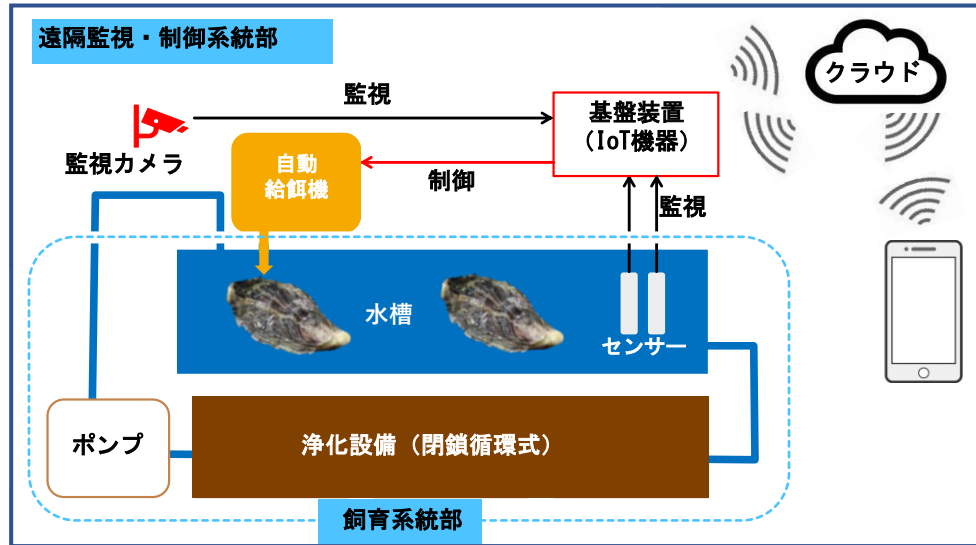 遠隔監視・制御系統部
クラウド
監視
基盤装置
（IoT機器）
監視カメラ
自動
給餌機
制御
監視
水槽
センサー
ポンプ
浄化設備（閉鎖循環式）
飼育系統部